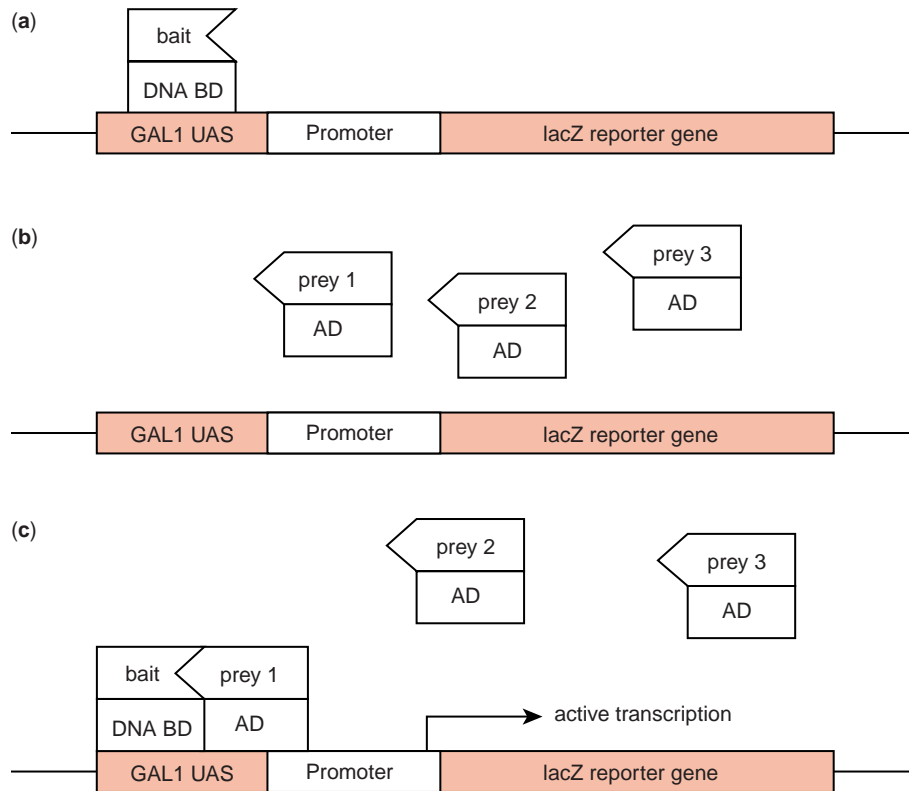 (a)
bait
DNA BD
GAL1 UAS Promoter lacZ reporter gene
(b)
prey 1
AD
prey 2
AD
prey 3
AD
GAL1 UAS Promoter lacZ reporter gene
(c)
prey 2
AD
prey 3
AD
bait prey 1
DNA BD AD
active transcription
GAL1 UAS Promoter lacZ reporter gene